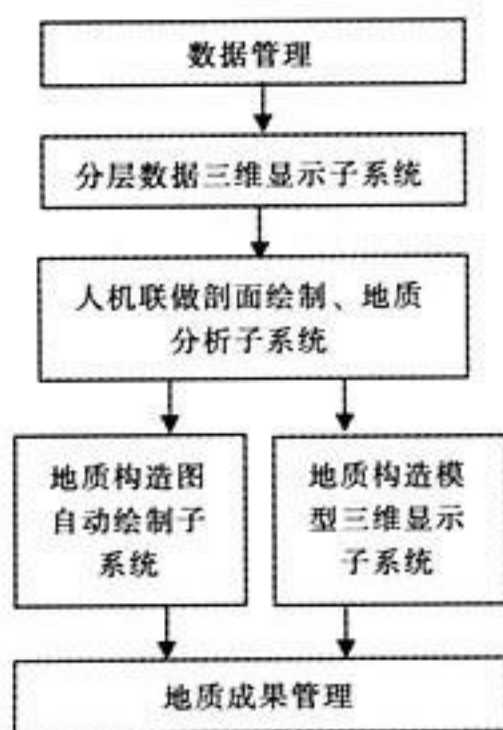 数据管理
分层数据三维显示子系统
人机联做剖面绘制、地质
分析子系统
地质构造图
自动绘制子
系统
地质构造模
型三维显示
子系统
地质成果管理